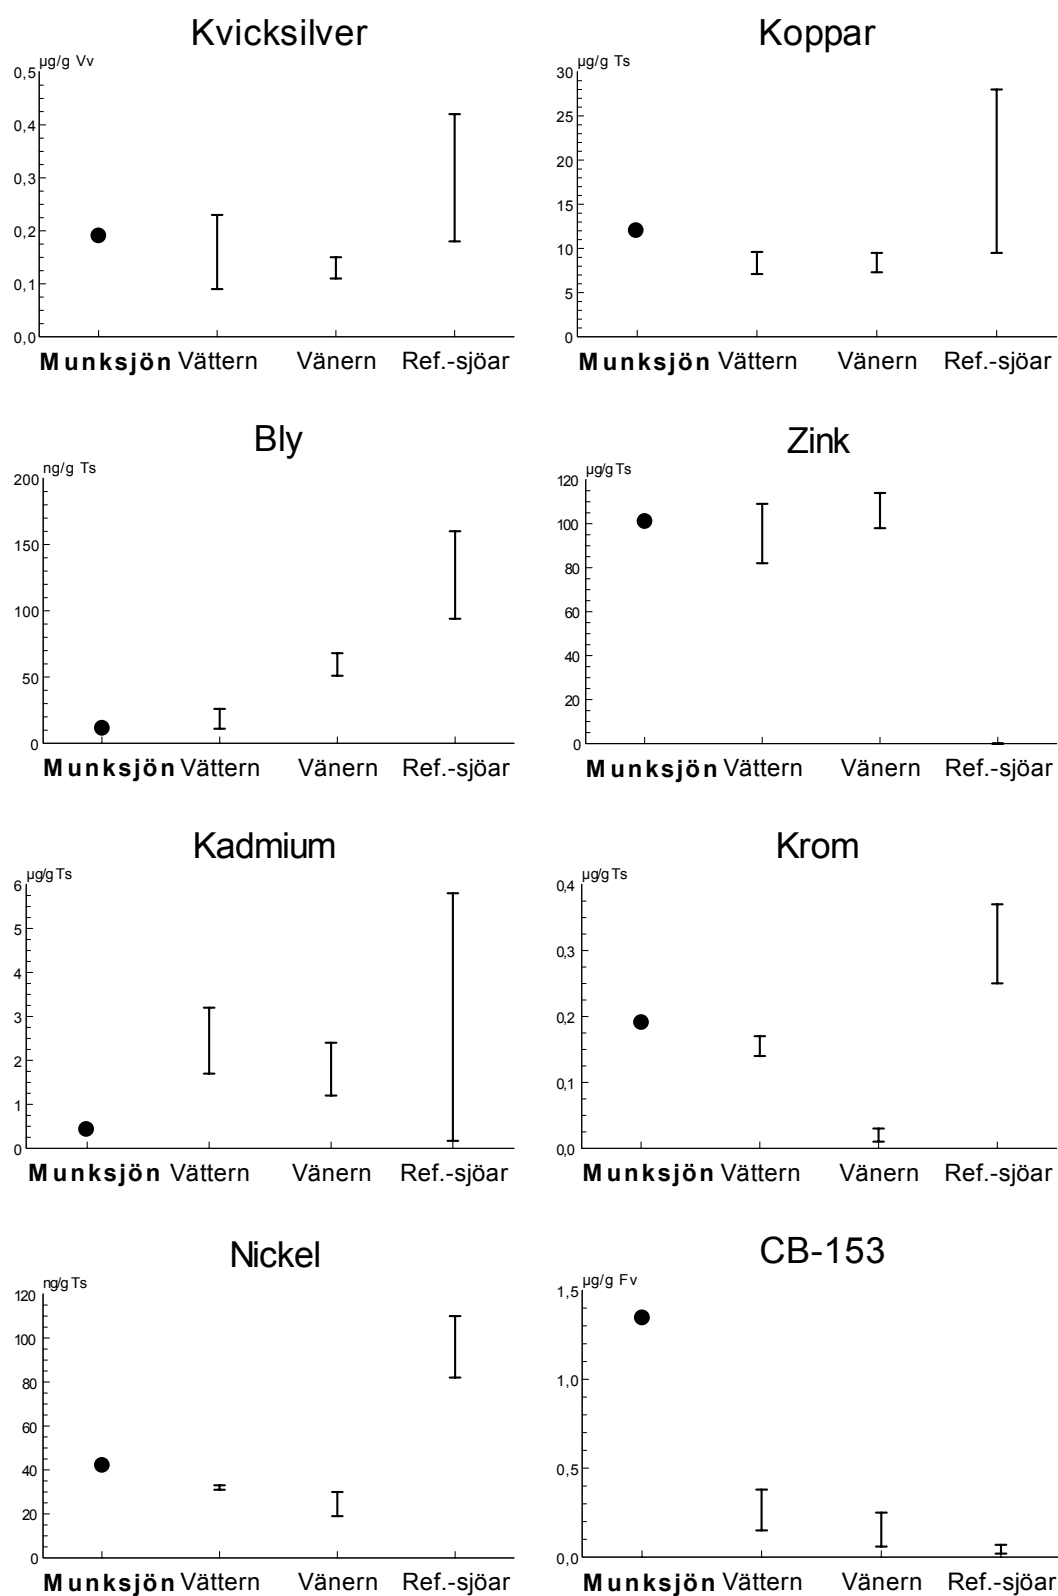 Kvicksilver
µg/g Vv
0,5
0,4
0,3
0,2
0,1
0,0
Munksjön Vättern Vänern Ref.-sjöar
Koppar
µg/g Ts
30
25
20
15
10
5
0
Munksjön Vättern Vänern Ref.-sjöar
Bly
ng/g Ts
200
150
100
50
0
Munksjön Vättern Vänern Ref.-sjöar
Zink
µg/g Ts
120
100
80
60
40
20
0
Munksjön Vättern Vänern Ref.-sjöar
Kadmium
µg/g Ts
6
5
4
3
2
1
0
Munksjön Vättern Vänern Ref.-sjöar
Krom
µg/g Ts
0,4
0,3
0,2
0,1
0,0
Munksjön Vättern Vänern Ref.-sjöar
Nickel
ng/g Ts
120
100
80
60
40
20
0
Munksjön Vättern Vänern Ref.-sjöar
CB-153
µg/g Fv
1,5
1,0
0,5
0,0
Munksjön Vättern Vänern Ref.-sjöar